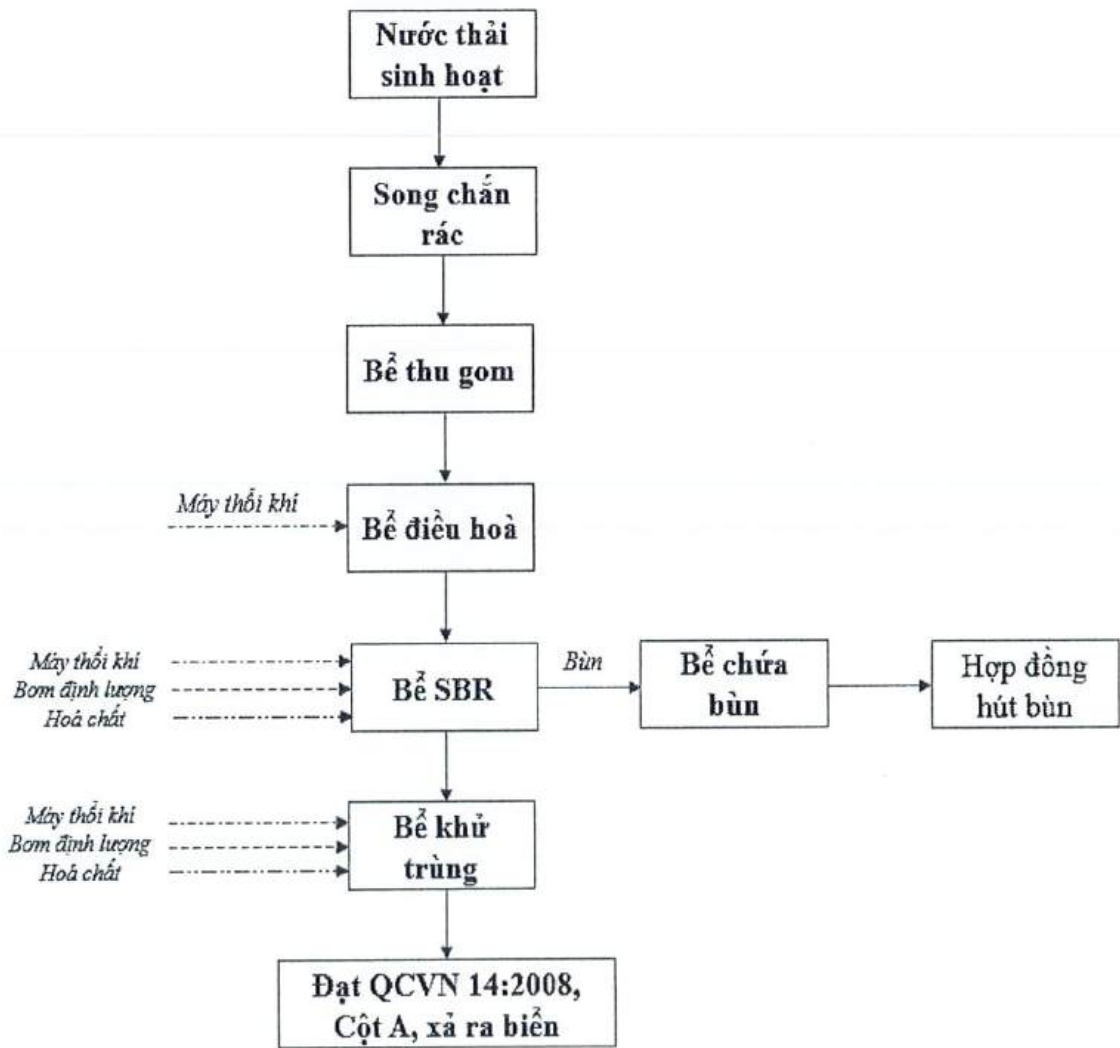 Nước thải
sinh hoạt
Song chắn
rác
Bể thu gom
Máy thổi khí
Bể điều hoà
Máy thổi khí
Bơm định lượng
Hoá chất
Bể SBR
Bùn
Bể chứa
bùn
Hợp đồng
hút bùn
Máy thổi khí
Bơm định lượng
Hoá chất
Bể khử
trùng
Đạt QCVN 14:2008,
Cột A, xả ra biển